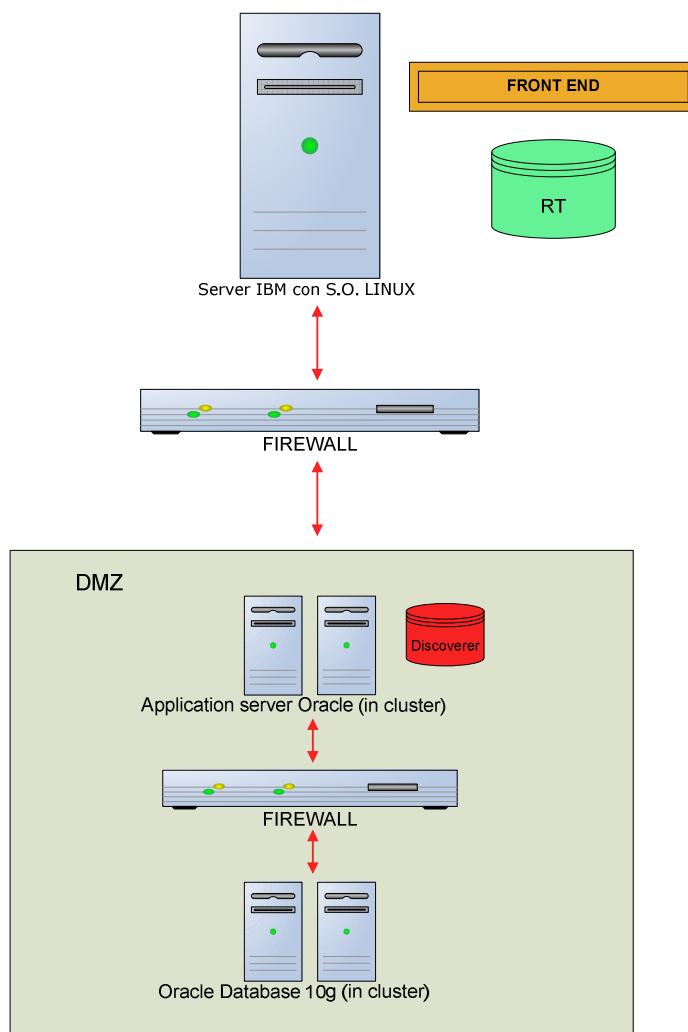 FRONT END
RT
Server IBM con S.O. LINUX
FIREWALL
DMZ
Discoverer
Application server Oracle (in cluster)
FIREWALL
Oracle Database 10g (in cluster)